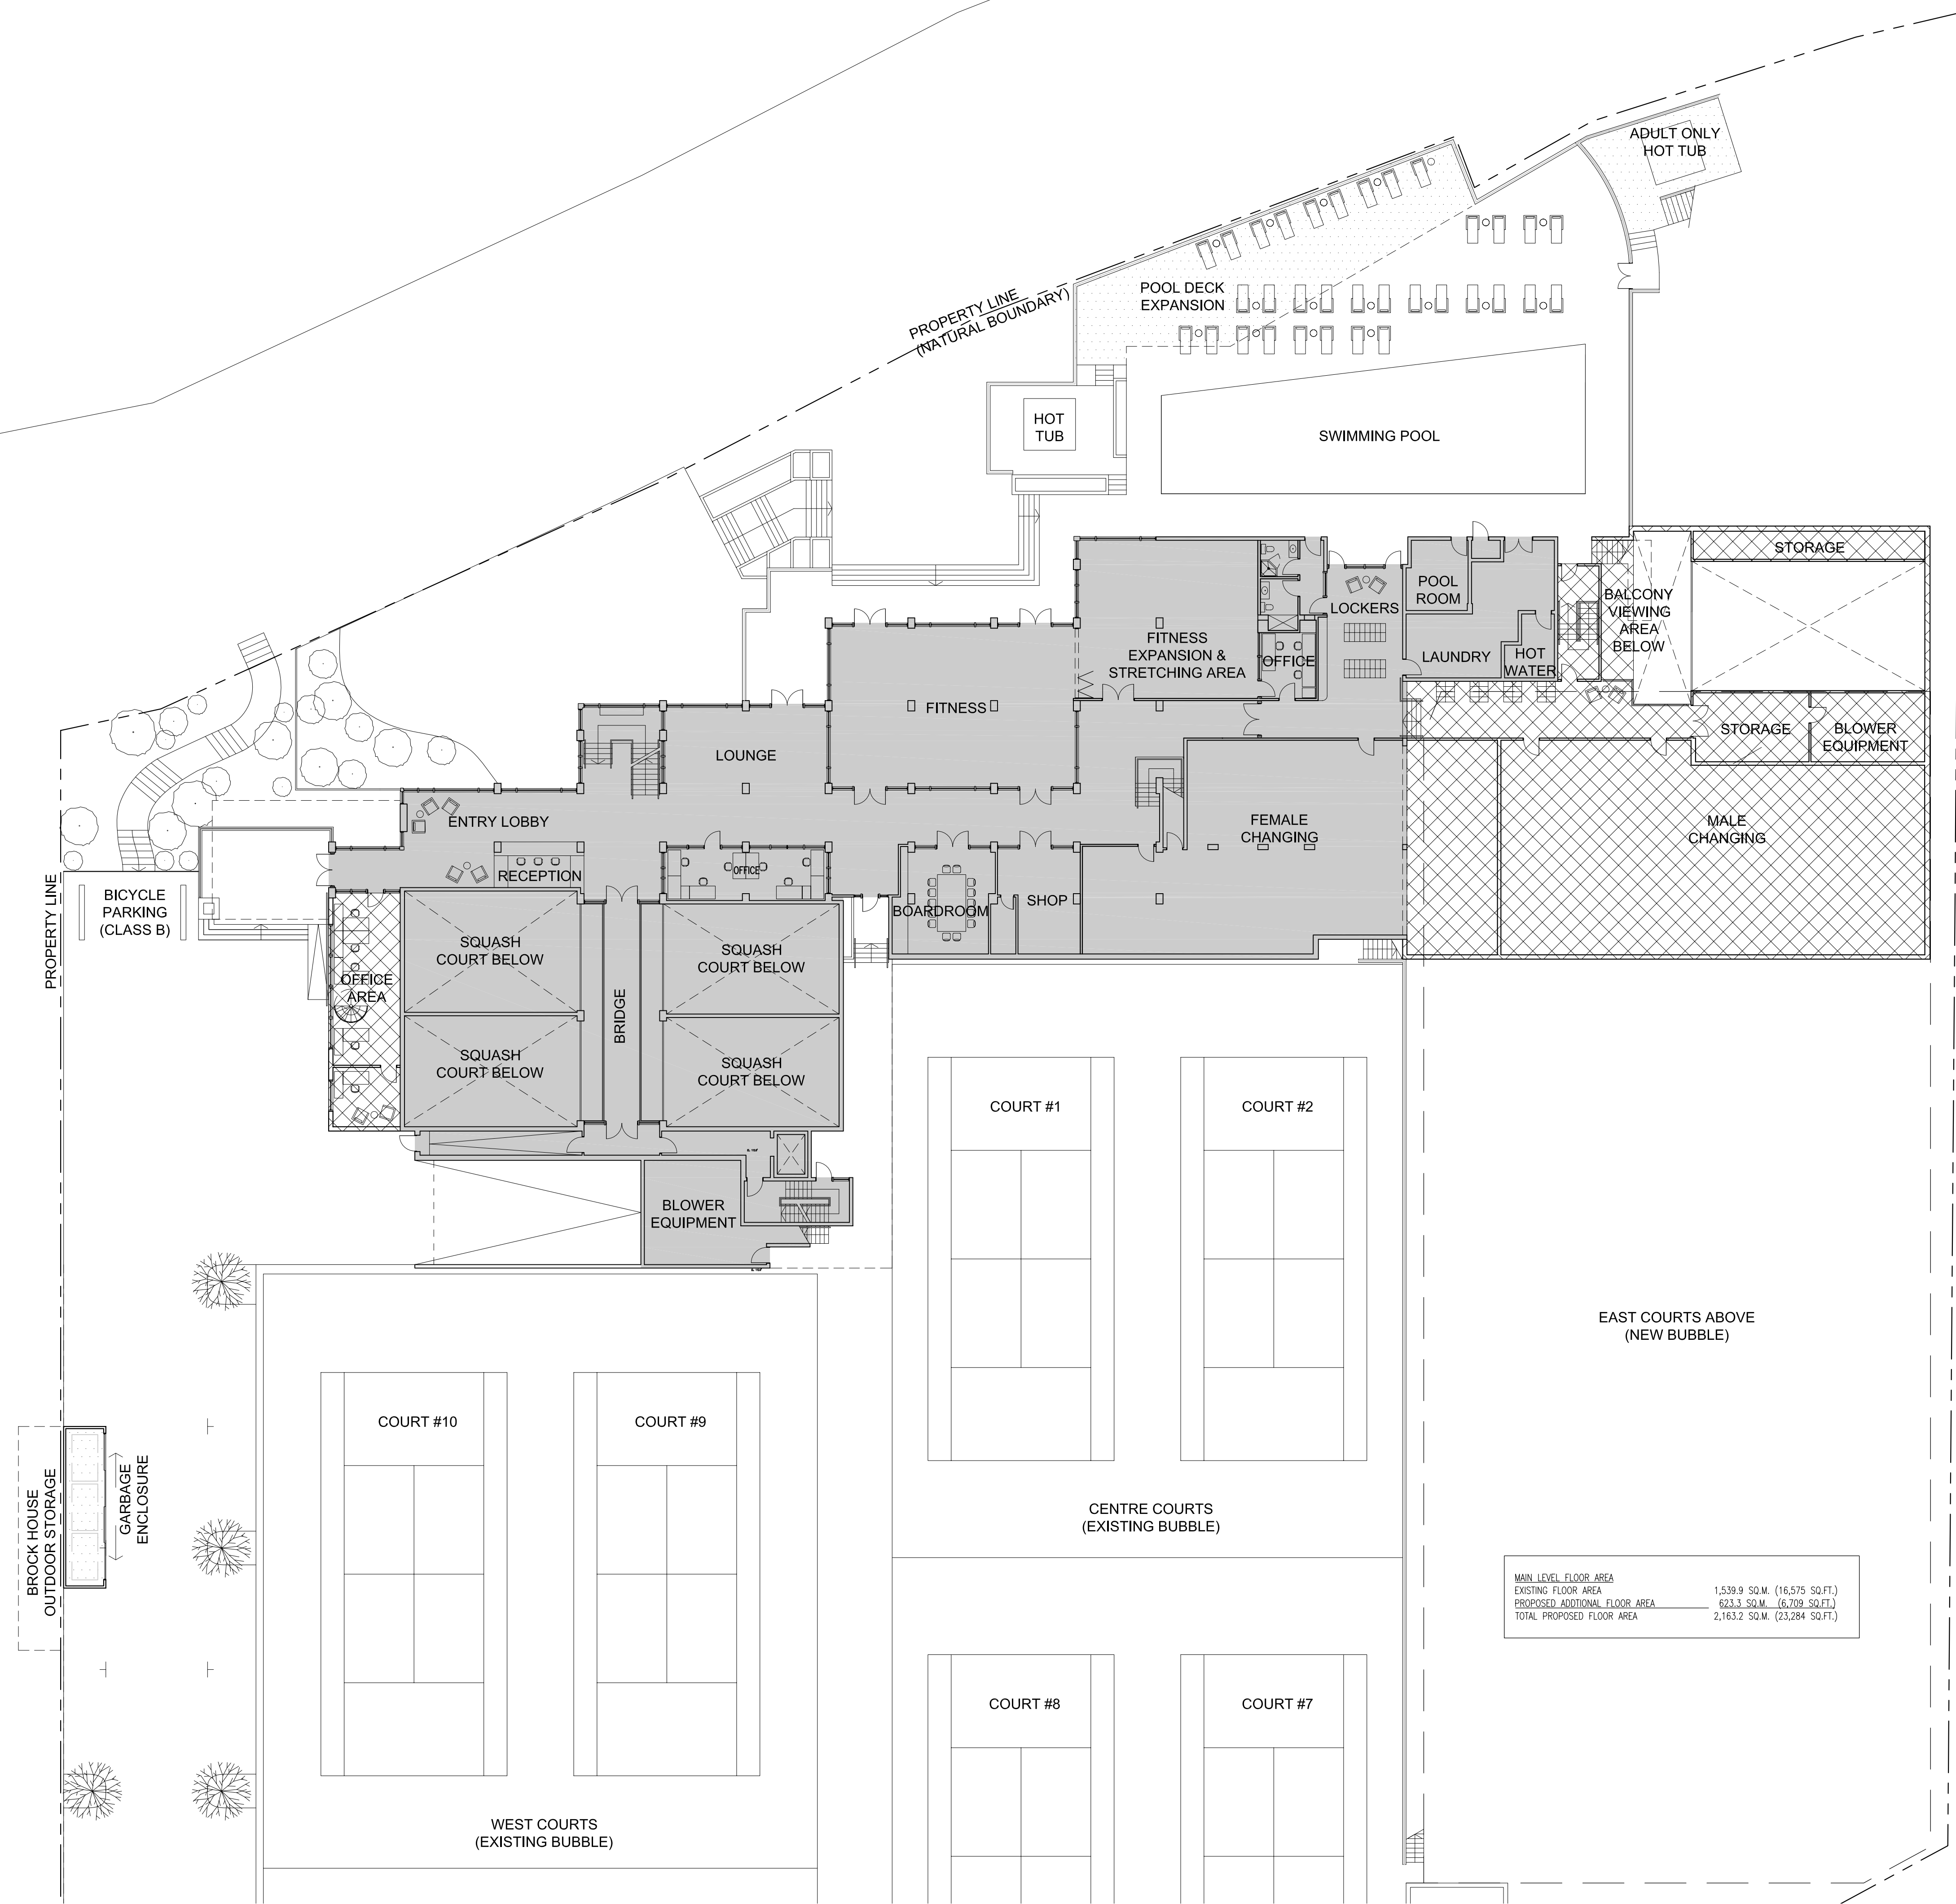 ADULT ONLY
HOT TUB
POOL DECK
EXPANSION
PROPERTY LINE
(NATURAL BOUNDARY)
HOT
TUB
SWIMMING POOL
STORAGE
POOL
ROOM
LOCKERS
BALCONY
VIEWING
AREA
BELOW
FITNESS
EXPANSION &
STRETCHING AREA
OFFICE
LAUNDRY
HOT
WATER
FITNESS
LOUNGE
STORAGE
BLOWER
EQUIPMENT
ENTRY LOBBY
FEMALE
CHANGING
MALE
CHANGING
RECEPTION
OFFICE
BOARDROOM
SHOP
BICYCLE
PARKING
(CLASS B)
PROPERTY LINE
SQUASH
COURT BELOW
SQUASH
COURT BELOW
OFFICE
AREA
BRIDGE
SQUASH
COURT BELOW
SQUASH
COURT BELOW
COURT #1
COURT #2
BLOWER
EQUIPMENT
EAST COURTS ABOVE
(NEW BUBBLE)
COURT #10
COURT #9
BROCK HOUSE
OUTDOOR STORAGE
GARBAGE
ENCLOSURE
CENTRE COURTS
(EXISTING BUBBLE)
MAIN LEVEL FLOOR AREA
EXISTING FLOOR AREA 1,539.9 SQ.M. (16,575 SQ.FT.)
PROPOSED ADDTIONAL FLOOR AREA 623.3 SQ.M. (6,709 SQ.FT.)
TOTAL PROPOSED FLOOR AREA 2,163.2 SQ.M. (23,284 SQ.FT.)
COURT #8
COURT #7
WEST COURTS
(EXISTING BUBBLE)